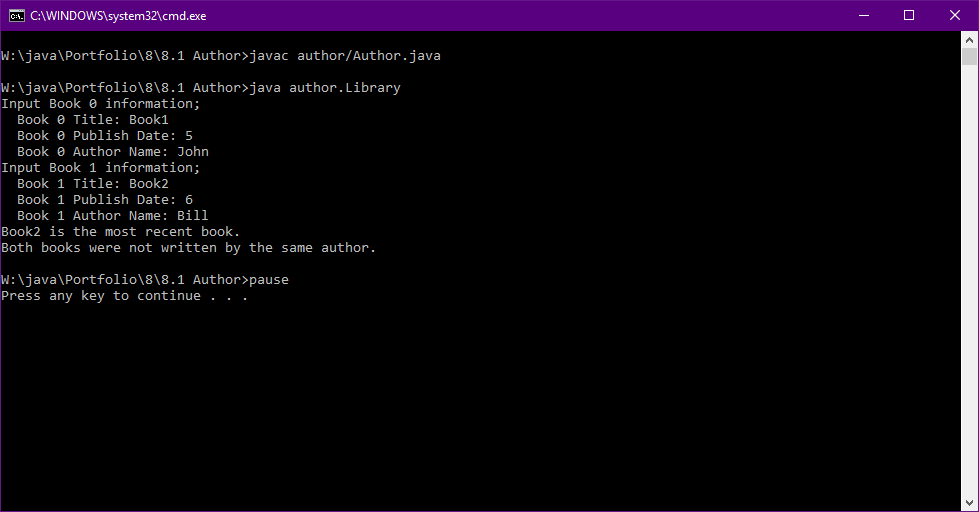 C:\WINDOWS\system32\cmd.exe
W:\java\Portfolio\8\8.1 Author>javac author/Author.java
W:\java\Portfolio\8\8.1 Author>java author.Library
Input Book 0 information;
  Book 0 Title: Book1
  Book 0 Publish Date: 5
  Book 0 Author Name: John
Input Book 1 information;
  Book 1 Title: Book2
  Book 1 Publish Date: 6
  Book 1 Author Name: Bill
Book2 is the most recent book.
Both books were not written by the same author.
W:\java\Portfolio\8\8.1 Author>pause
Press any key to continue . . .